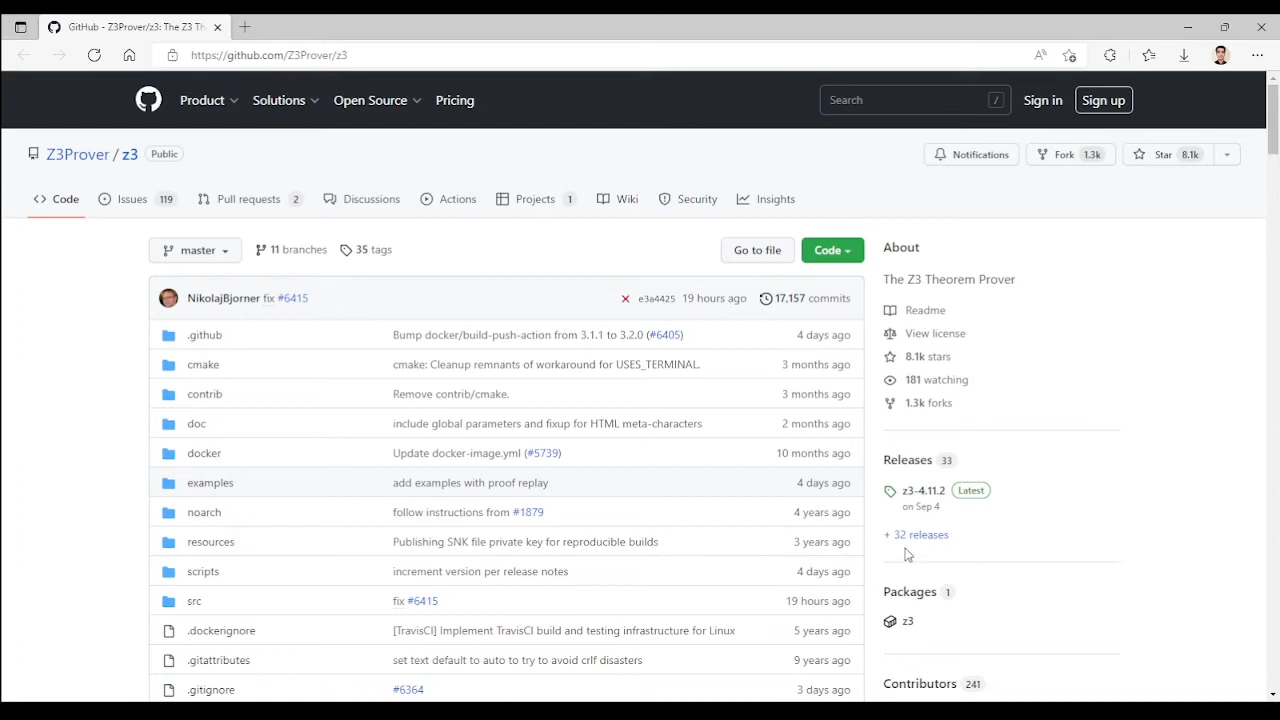 GitHub - Z3Prover/z3: The Z3 Th
https://github.com/Z3Prover/z3
Product Solutions Open Source Pricing
Search /
Sign in Sign up
Z3Prover / z3 Public
Notifications Fork 1.3k Star 8.1k
Code Issues 119 Pull requests 2 Discussions Actions Projects 1 Wiki Security Insights
master 11 branches 35 tags Go to file Code
NikolajBjorner fix #6415 e3a4425 19 hours ago 17,157 commits
.github Bump docker/build-push-action from 3.1.1 to 3.2.0 (#6405) 4 days ago
cmake cmake: Cleanup remnants of workaround for USES_TERMINAL. 3 months ago
contrib Remove contrib/cmake. 3 months ago
doc include global parameters and fixup for HTML meta-characters 2 months ago
docker Update docker-image.yml (#5739) 10 months ago
examples add examples with proof replay 4 days ago
noarch follow instructions from #1879 4 years ago
resources Publishing SNK file private key for reproducible builds 3 years ago
scripts increment version per release notes 4 days ago
src fix #6415 19 hours ago
.dockerignore [TravisCI] Implement TravisCI build and testing infrastructure for Linux 5 years ago
.gitattributes set text default to auto to try to avoid crlf disasters 9 years ago
.gitignore #6364 3 days ago
About
The Z3 Theorem Prover
Readme
View license
8.1k stars
181 watching
1.3k forks
Releases 33
z3-4.11.2 Latest
on Sep 4
+ 32 releases
Packages 1
z3
Contributors 241